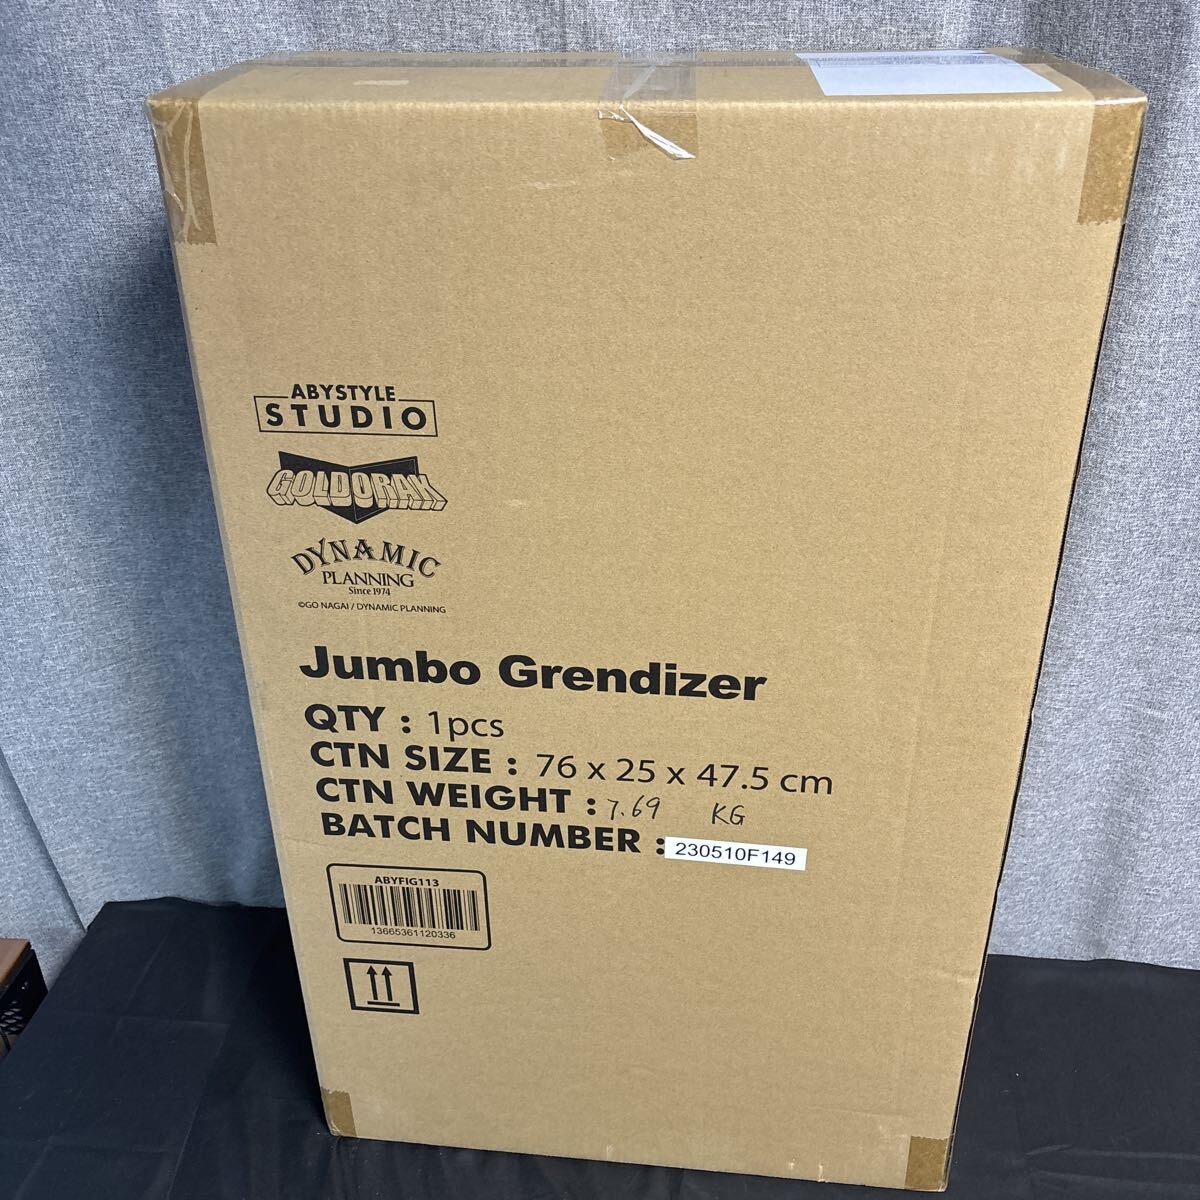 ABYSTYLE
STUDIO
GOLDORAK
DYNAMIC
PLANNING
Since 1974
©GO NAGAI / DYNAMIC PLANNING
Jumbo Grendizer
QTY : 1pcs
CTN SIZE : 76 x 25 x 47.5 cm
CTN WEIGHT : 7.69 KG
BATCH NUMBER : 230510F149
ABYFIG113
13665361120336